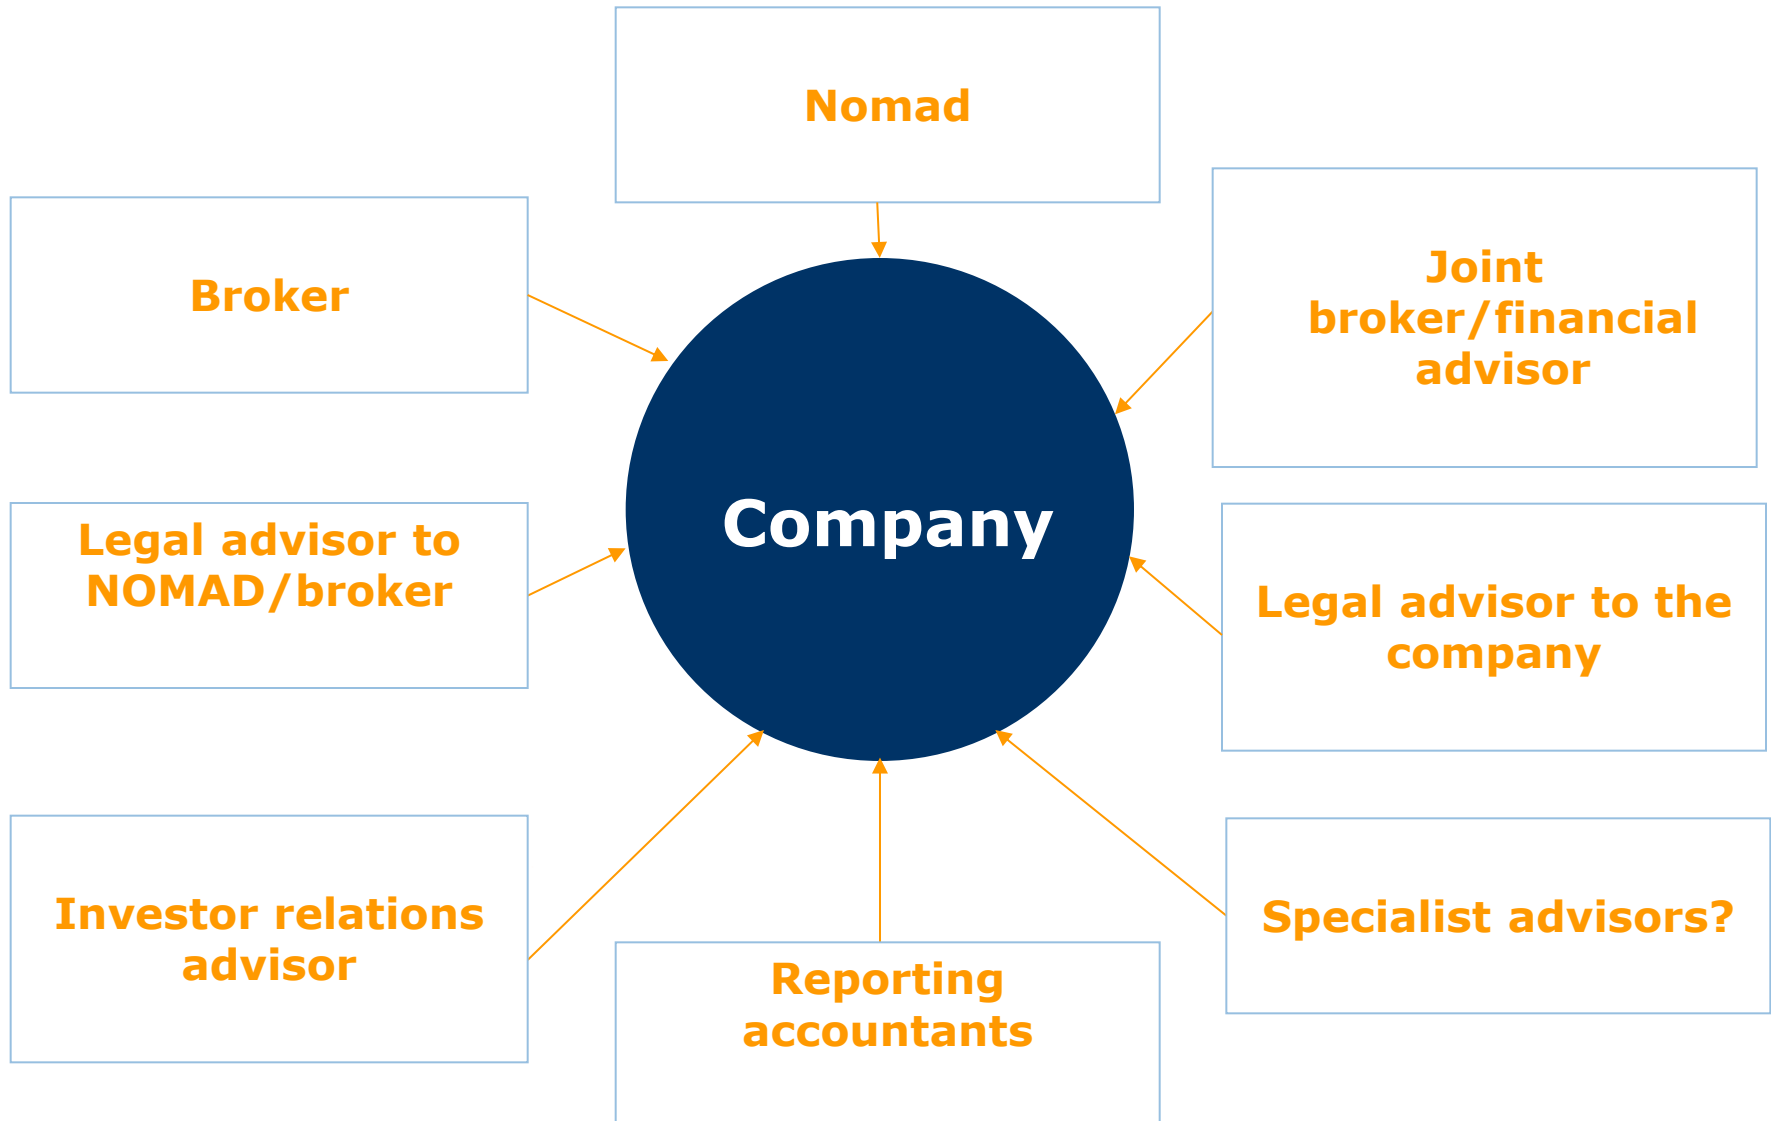 Nomad
Broker
Joint
broker/financial
advisor
Company
Legal advisor to
NOMAD/broker
Legal advisor to the
company
Investor relations
advisor
Reporting
accountants
Specialist advisors?